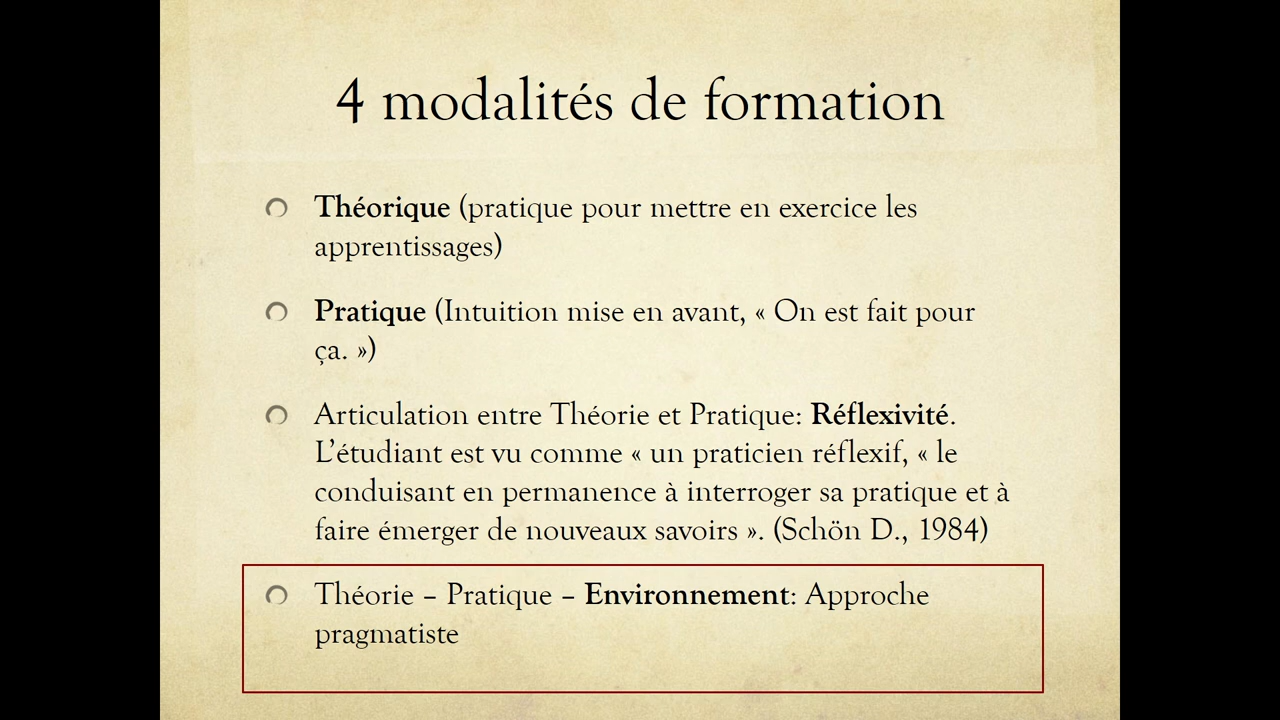 4 modalités de formation
Théorique (pratique pour mettre en exercice les
apprentissages)
Pratique (Intuition mise en avant, « On est fait pour
ça. »)
Articulation entre Théorie et Pratique: Réflexivité.
L’étudiant est vu comme « un praticien réflexif, « le
conduisant en permanence à interroger sa pratique et à
faire émerger de nouveaux savoirs ». (Schön D., 1984)
Théorie – Pratique – Environnement: Approche
pragmatiste